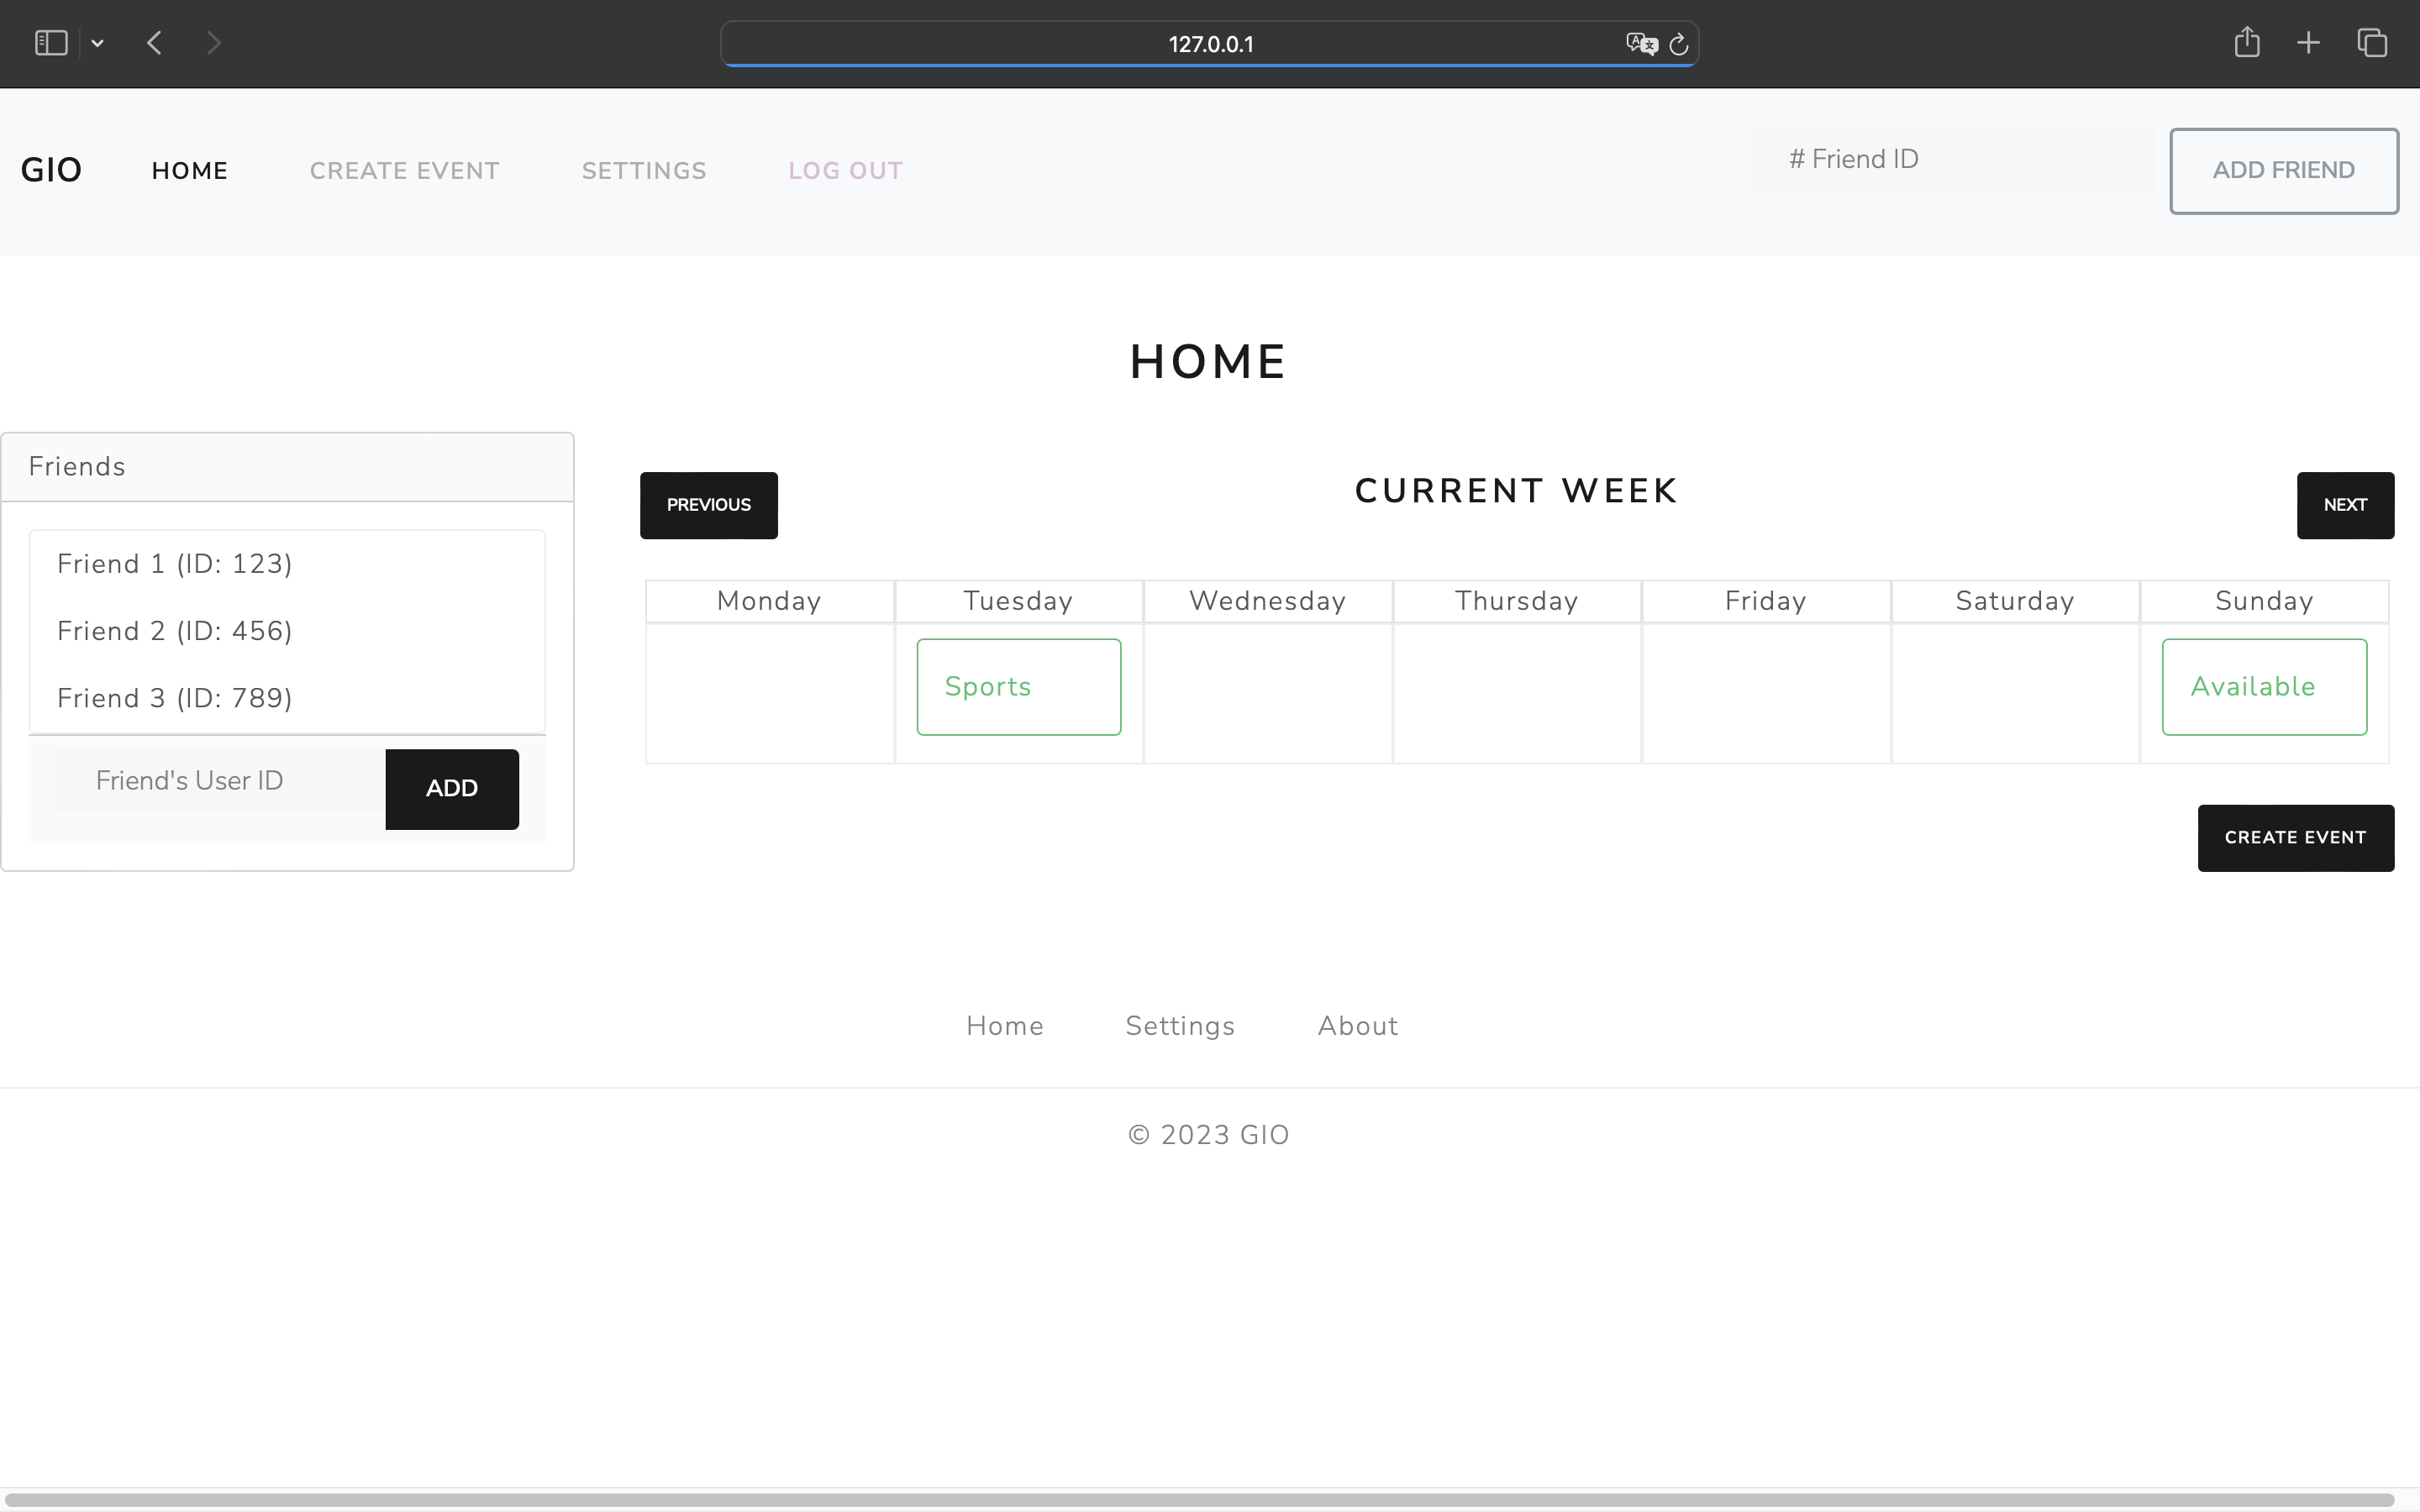 127.0.0.1
GIO HOME CREATE EVENT SETTINGS LOG OUT # Friend ID ADD FRIEND
HOME
Friends
Friend 1 (ID: 123)
Friend 2 (ID: 456)
Friend 3 (ID: 789)
Friend's User ID ADD
PREVIOUS CURRENT WEEK NEXT
Monday Tuesday Wednesday Thursday Friday Saturday Sunday
Sports Available
CREATE EVENT
Home Settings About
© 2023 GIO